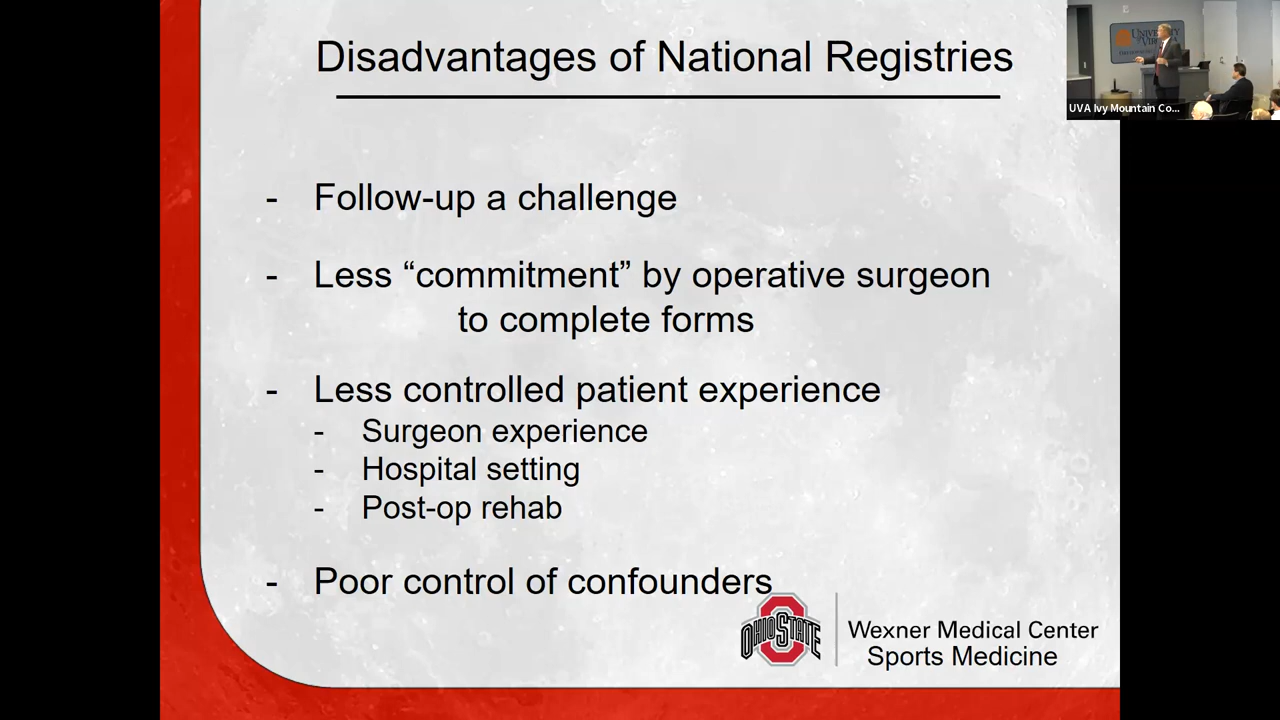 Disadvantages of National Registries
- Follow-up a challenge
- Less “commitment” by operative surgeon
to complete forms
- Less controlled patient experience
- Surgeon experience
- Hospital setting
- Post-op rehab
- Poor control of confounders
OHIO STATE
Wexner Medical Center
Sports Medicine
UNIVERSITY
UVA Ivy Mountain Co...